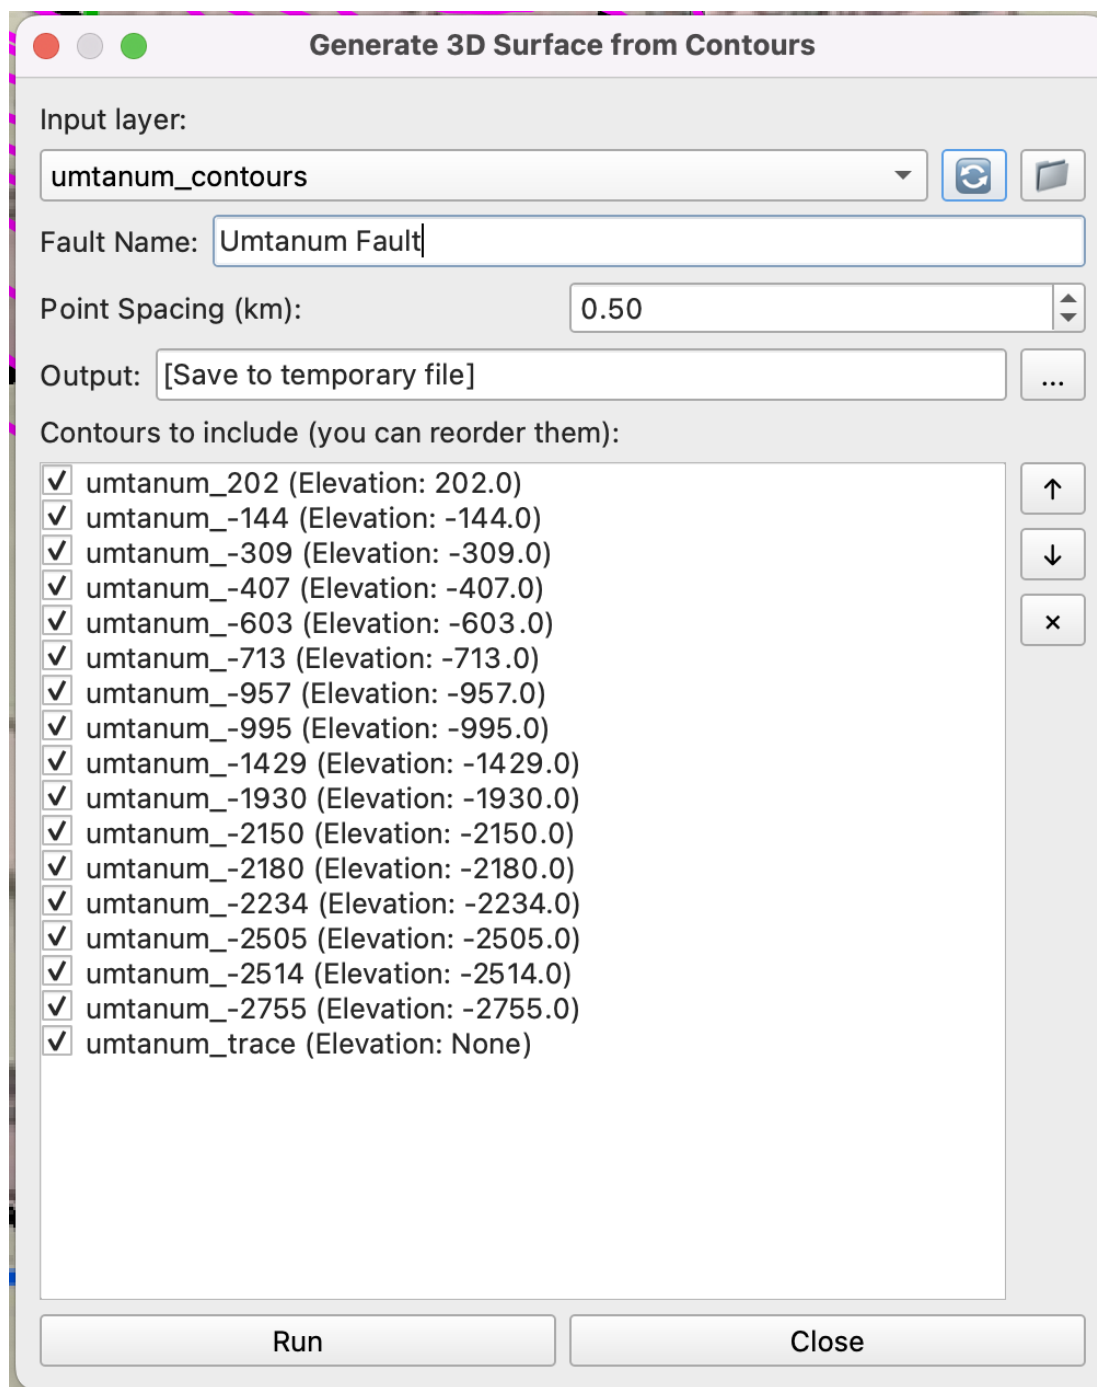 Generate 3D Surface from Contours
Input layer:
umtanum_contours
Fault Name: Umtanum Fault
Point Spacing (km): 0.50
Output: [Save to temporary file] ...
Contours to include (you can reorder them):
umtanum_202 (Elevation: 202.0)
umtanum_-144 (Elevation: -144.0)
umtanum_-309 (Elevation: -309.0)
umtanum_-407 (Elevation: -407.0)
umtanum_-603 (Elevation: -603.0)
umtanum_-713 (Elevation: -713.0)
umtanum_-957 (Elevation: -957.0)
umtanum_-995 (Elevation: -995.0)
umtanum_-1429 (Elevation: -1429.0)
umtanum_-1930 (Elevation: -1930.0)
umtanum_-2150 (Elevation: -2150.0)
umtanum_-2180 (Elevation: -2180.0)
umtanum_-2234 (Elevation: -2234.0)
umtanum_-2505 (Elevation: -2505.0)
umtanum_-2514 (Elevation: -2514.0)
umtanum_-2755 (Elevation: -2755.0)
umtanum_trace (Elevation: None)
Run Close